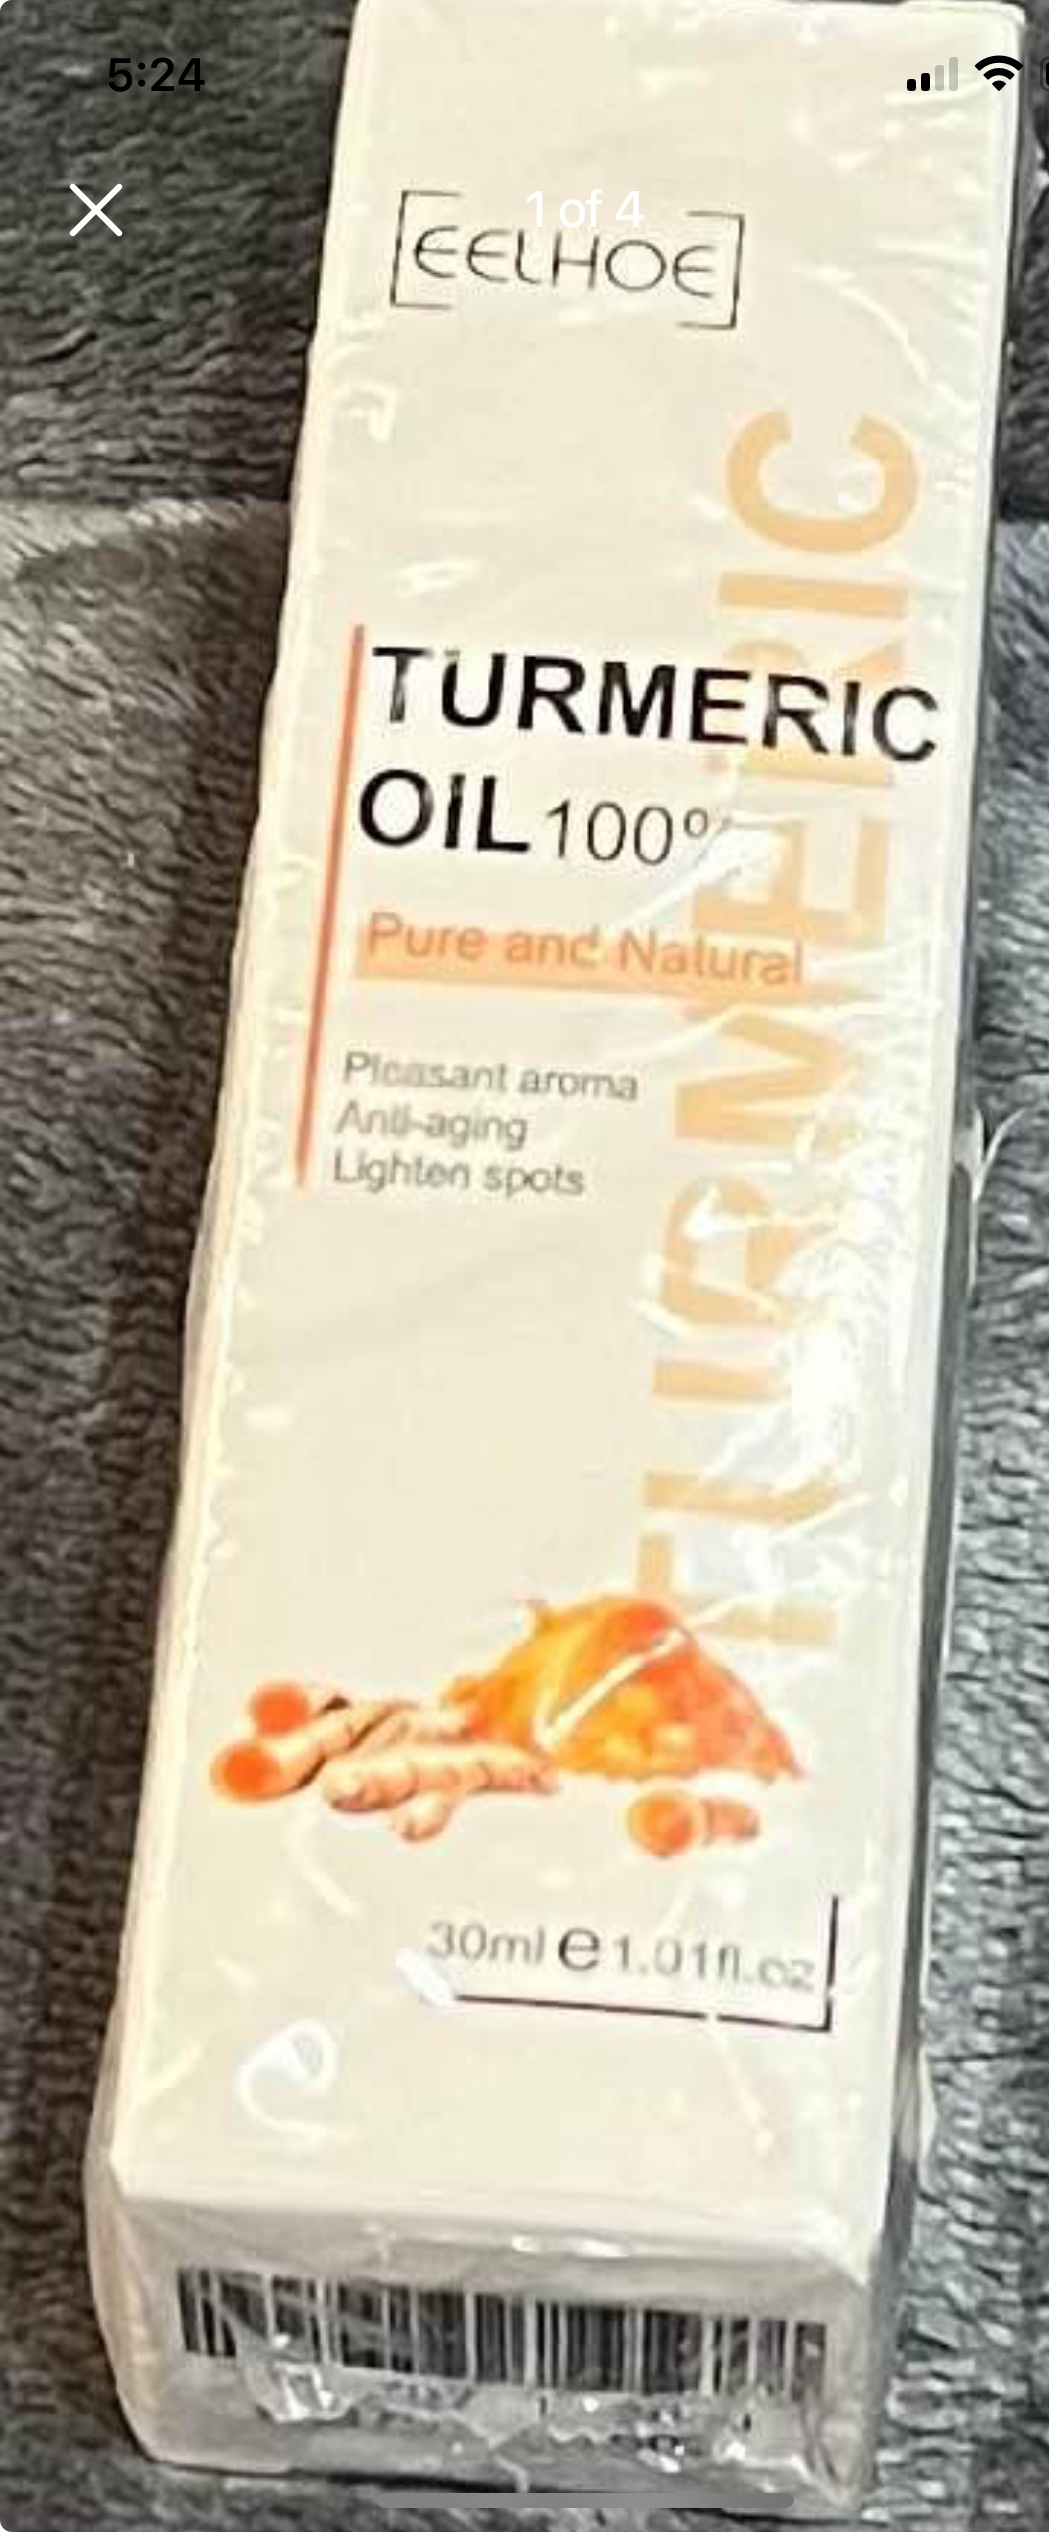 5:24
1 of 4
EELHOE
TURMERIC
TURMERIC
OIL 100%
Pure and Natural
Pleasant aroma
Anti-aging
Lighten spots
30ml e 1.01fl.oz